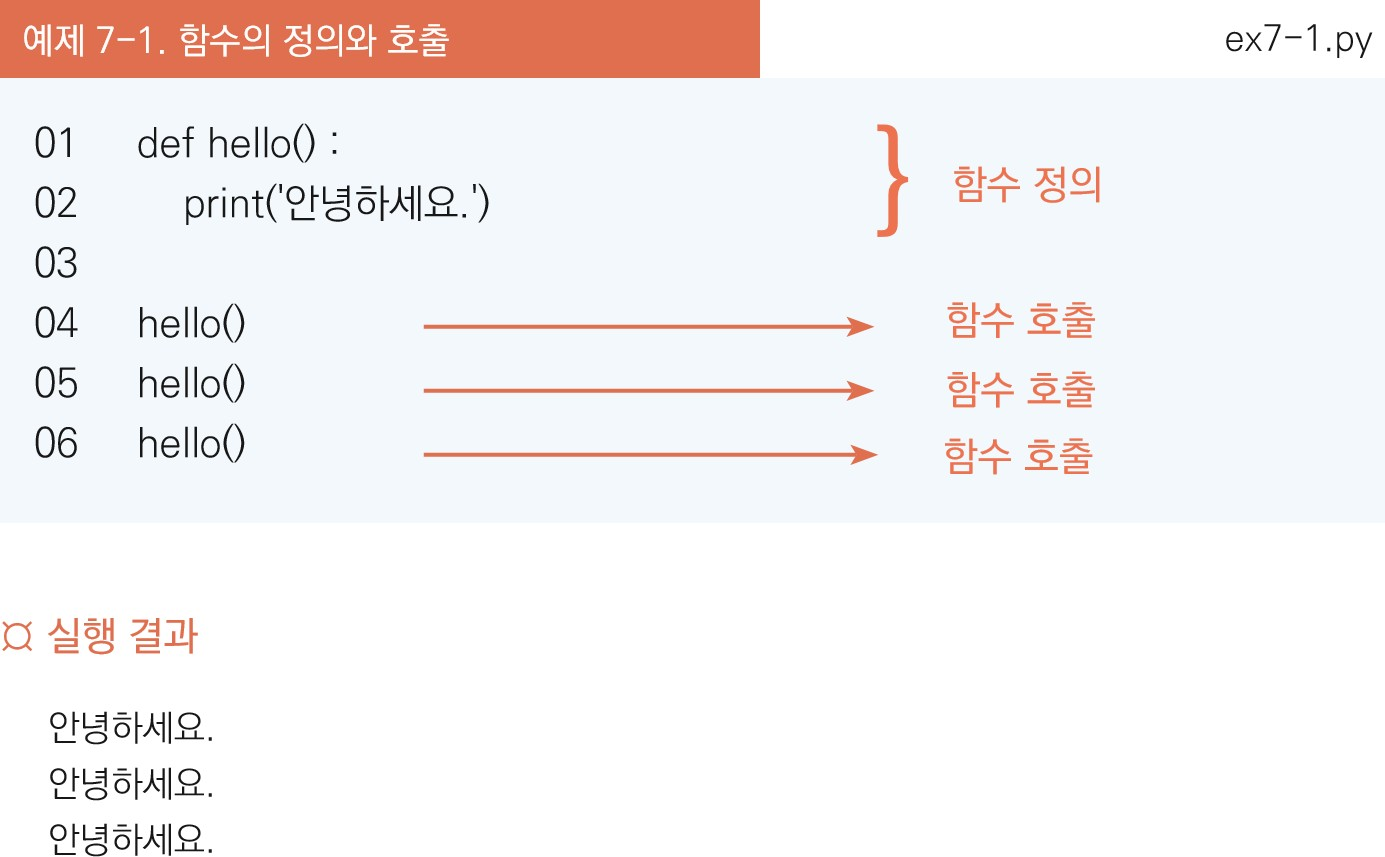 예제 7-1. 함수의 정의와 호출
ex7-1.py
01 def hello() :
02 print('안녕하세요.')
함수 정의
03
04 hello() 함수 호출
05 hello() 함수 호출
06 hello() 함수 호출
¤ 실행 결과
안녕하세요.
안녕하세요.
안녕하세요.